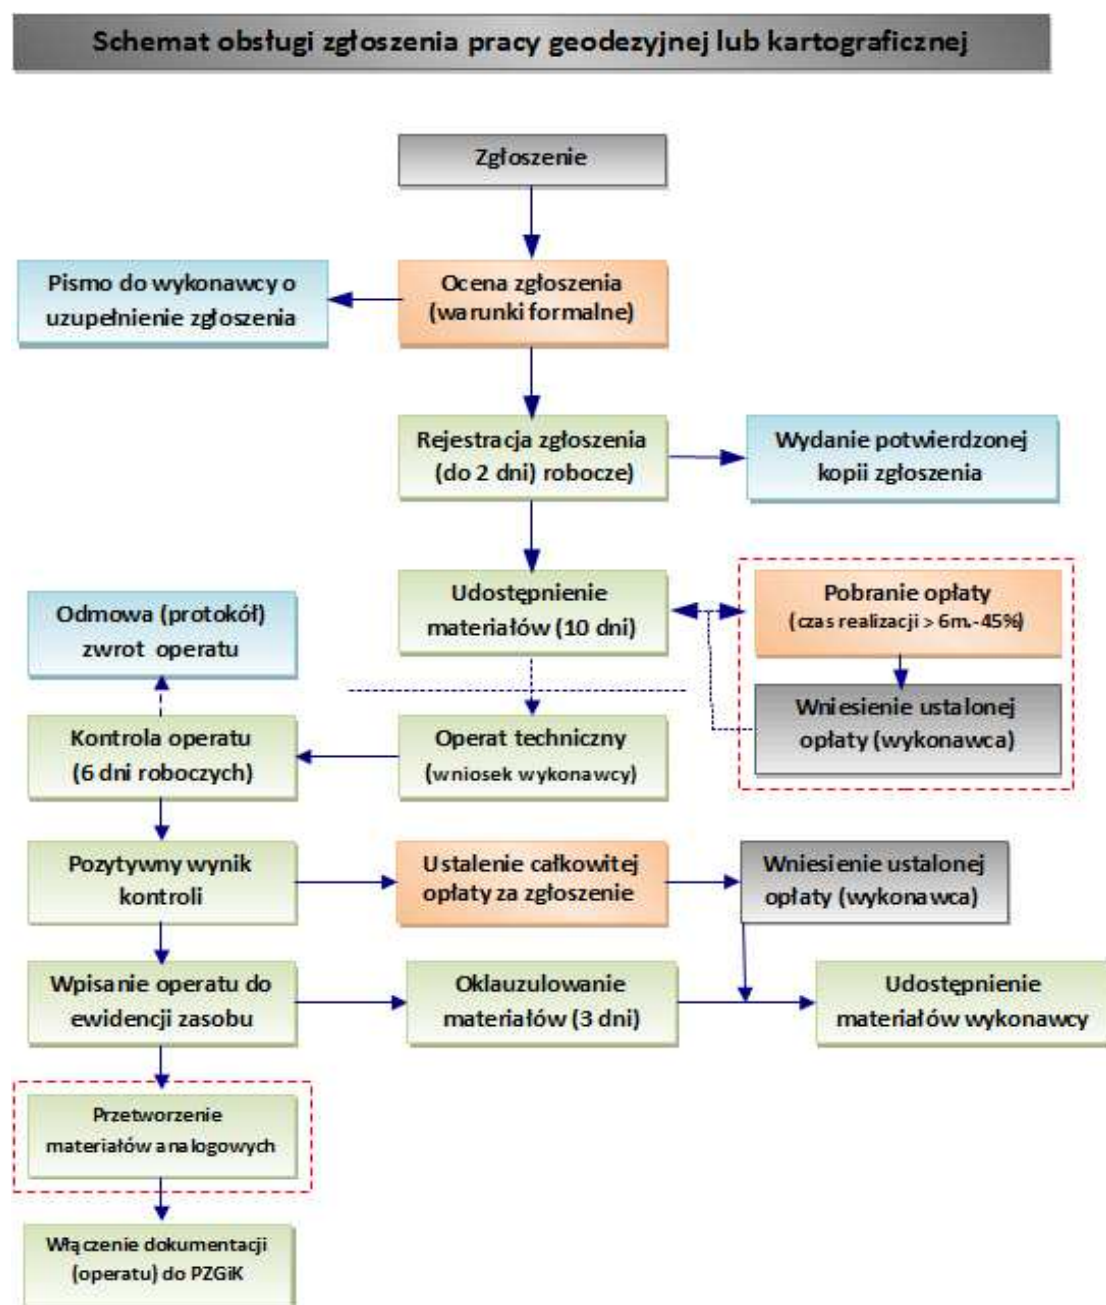 Schemat obsługi zgłoszenia pracy geodezyjnej lub kartograficznej
Zgłoszenie
Pismo do wykonawcy o
uzupełnienie zgłoszenia
Ocena zgłoszenia
(warunki formalne)
Rejestracja zgłoszenia
(do 2 dni) robocze)
Wydanie potwierdzonej
kopii zgłoszenia
Udostępnienie
materiałów (10 dni)
Pobranie opłaty
(czas realizacji > 6m.-45%)
Odmowa (protokół)
zwrot operatu
Wniesienie ustalonej
opłaty (wykonawca)
Kontrola operatu
(6 dni roboczych)
Operat techniczny
(wniosek wykonawcy)
Pozytywny wynik
kontroli
Ustalenie całkowitej
opłaty za zgłoszenie
Wniesienie ustalonej
opłaty (wykonawca)
Wpisanie operatu do
ewidencji zasobu
Oklauzulowanie
materiałów (3 dni)
Udostępnienie
materiałów wykonawcy
Przetworzenie
materiałów analogowych
Włączenie dokumentacji
(operatu) do PZGiK